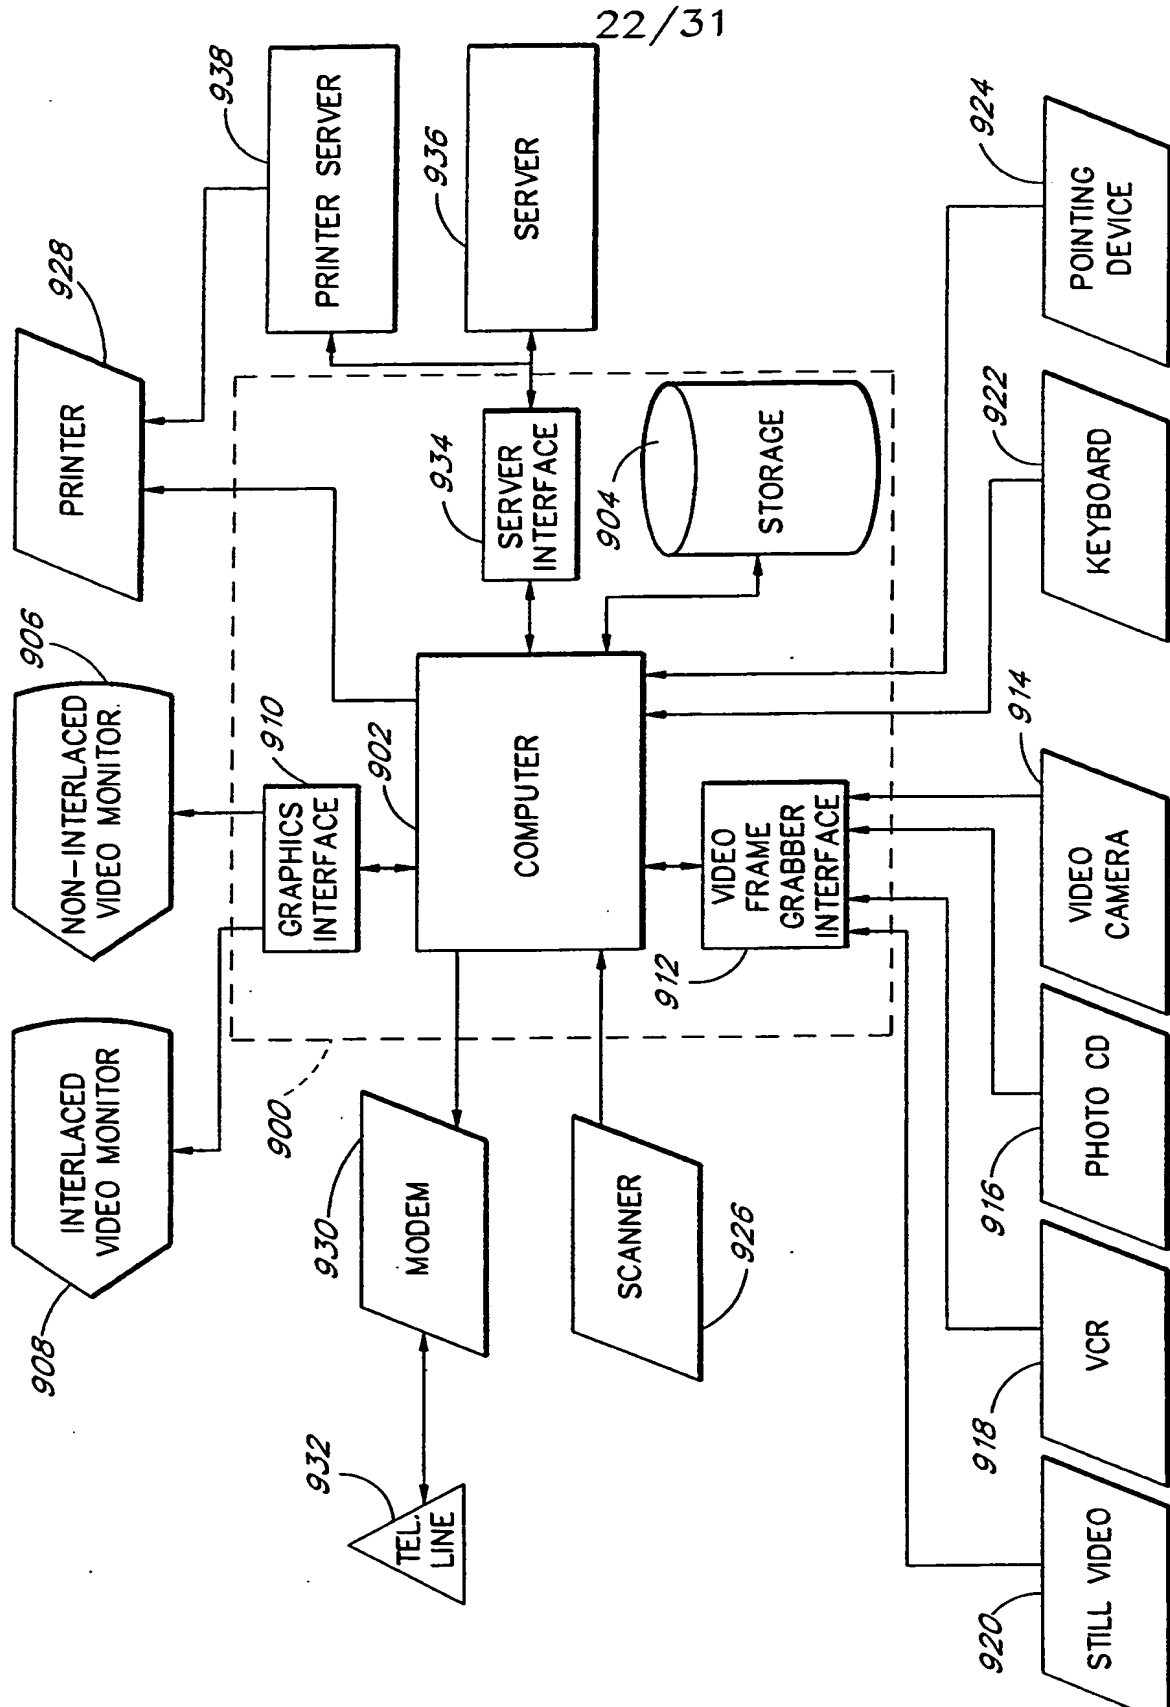 22/31
908
INTERLACED
VIDEO MONITOR
906
NON-INTERLACED
VIDEO MONITOR
928
PRINTER
938
PRINTER SERVER
936
SERVER
900
910
GRAPHICS
INTERFACE
902
COMPUTER
934
SERVER
INTERFACE
904
STORAGE
932
TEL.
LINE
930
MODEM
926
SCANNER
912
VIDEO
FRAME
GRABBER
INTERFACE
920
STILL VIDEO
918
VCR
916
PHOTO CD
914
VIDEO
CAMERA
922
KEYBOARD
924
POINTING
DEVICE